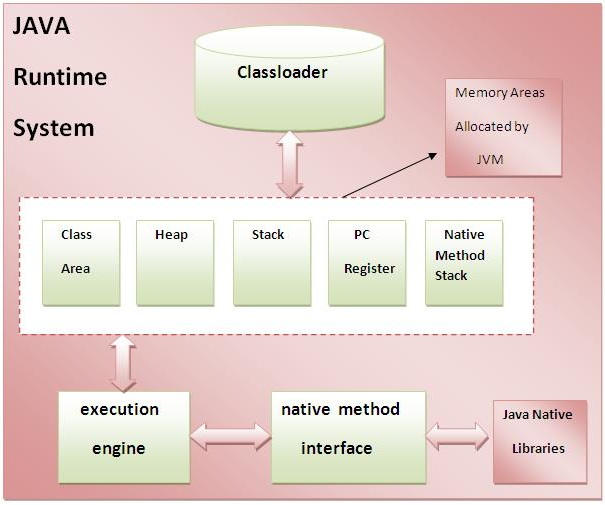 JAVA
Runtime
System
Classloader
Memory Areas
Allocated by
JVM
Class
Area
Heap
Stack
PC
Register
Native
Method
Stack
execution
engine
native method
interface
Java Native
Libraries